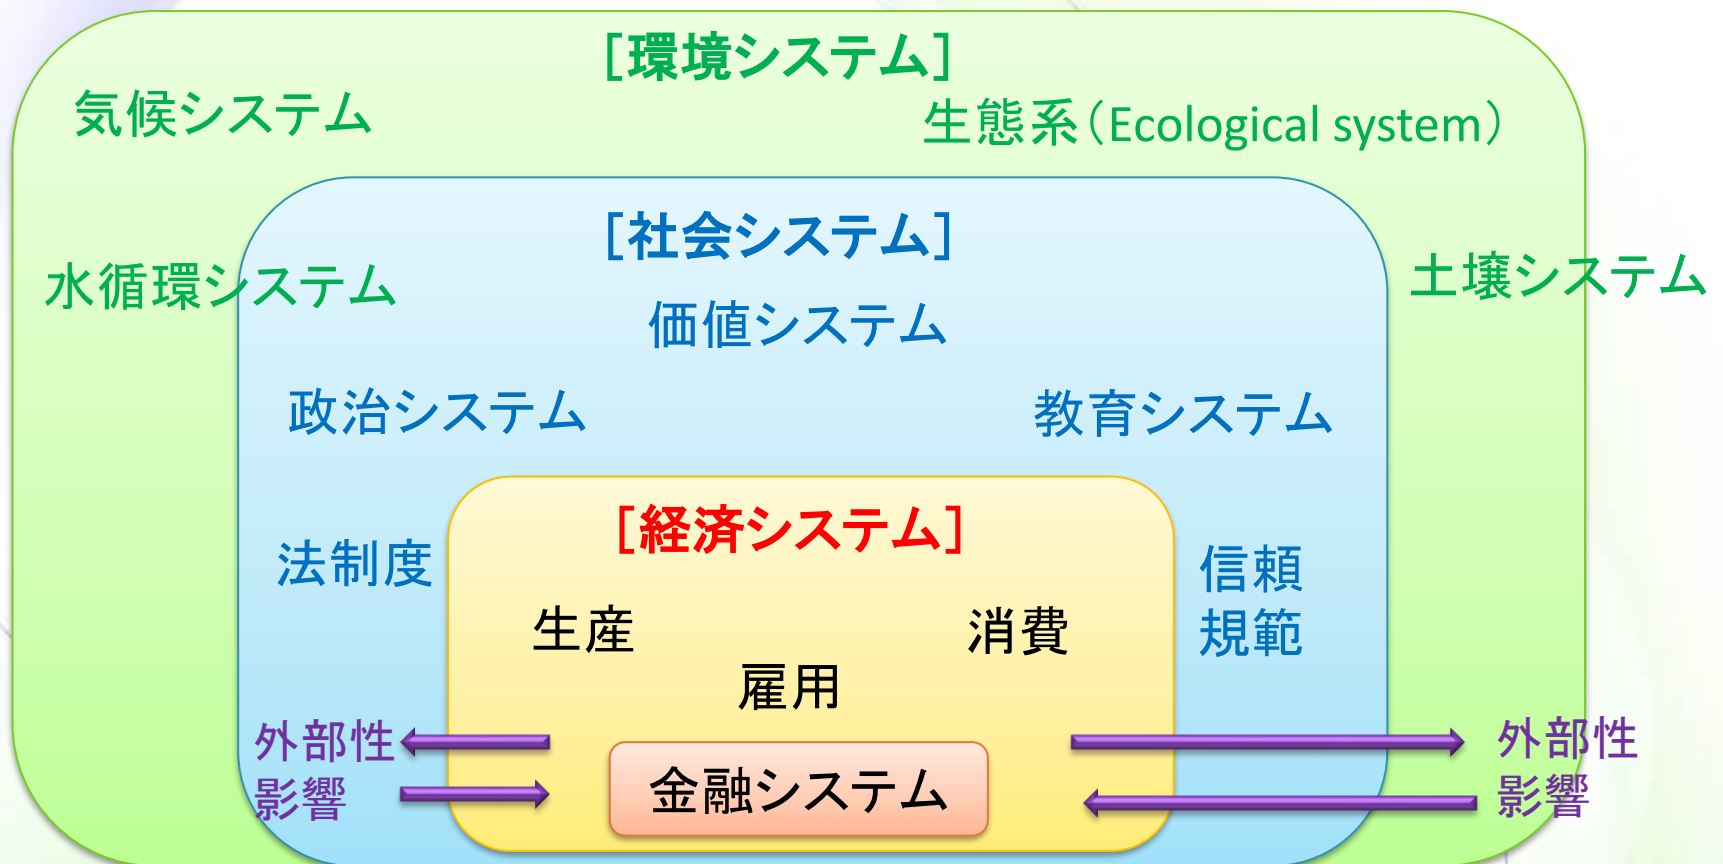 ［環境システム］
気候システム
生態系（Ecological system）
［社会システム］
水循環システム
土壌システム
価値システム
政治システム
教育システム
［経済システム］
法制度
信頼
規範
生産
消費
雇用
外部性
影響
金融システム
外部性
影響